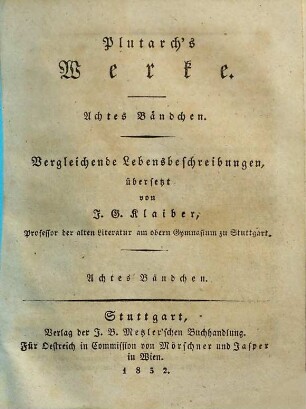 Plutarch's
Werke.
Achtes Bändchen.
Vergleichende Lebensbeschreibungen,
übersetzt
von
J. G. Klaiber,
Professor der alten Literatur am obern Gymnasium zu Stuttgart.
Achtes Bändchen.
Stuttgart,
Verlag der J. B. Metzler'schen Buchhandlung.
Für Oestreich in Commission von Mörschner und Jasper
in Wien.
1832.